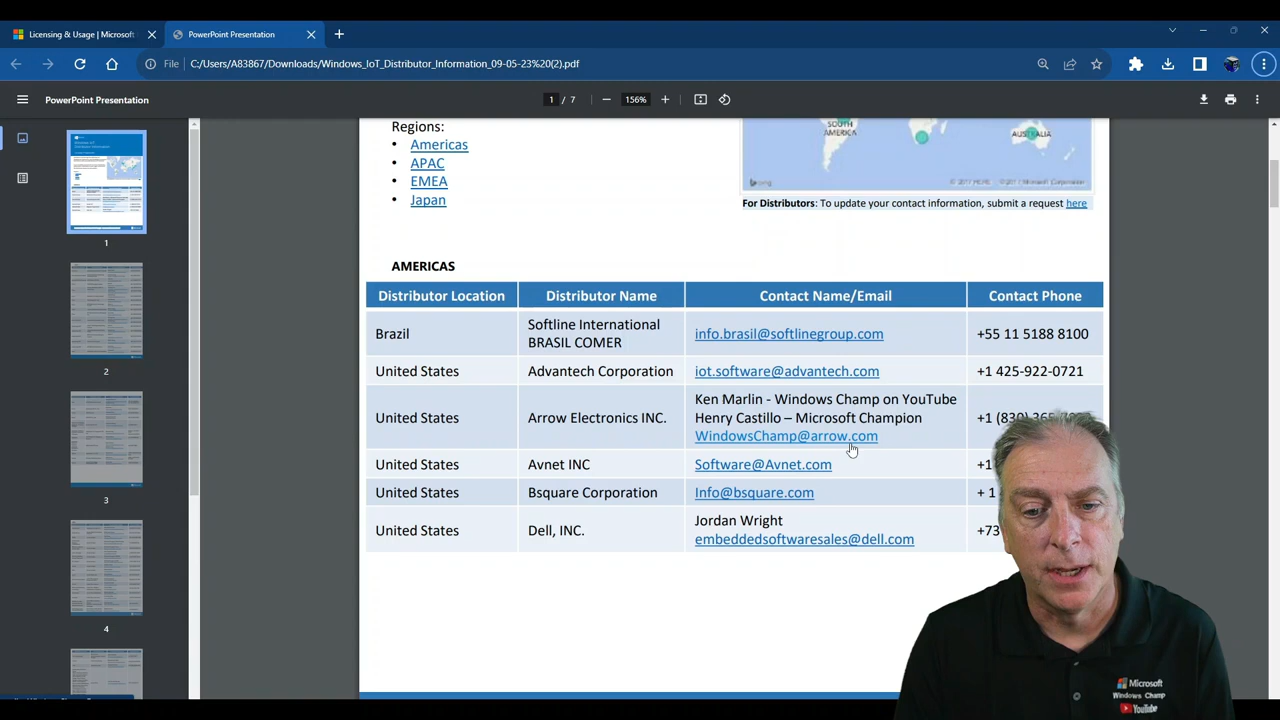 Licensing & Usage | Microsoft
PowerPoint Presentation
File
C:/Users/A83867/Downloads/Windows_IoT_Distributor_Information_09-05-23%20(2).pdf
PowerPoint Presentation
1 / 7
156%
Regions:
• Americas
• APAC
• EMEA
• Japan
SOUTH
AMERICA
AUSTRALIA
For Distributors: To update your contact information, submit a request here
AMERICAS
Distributor Location Distributor Name Contact Name/Email Contact Phone
Brazil
Softline International
BRASIL COMER
info.brasil@softlinegroup.com
+55 11 5188 8100
United States Advantech Corporation iot.software@advantech.com +1 425-922-0721
United States Arrow Electronics INC.
Ken Marlin - Windows Champ on YouTube
Henry Castillo – Microsoft Champion
WindowsChamp@arrow.com
+1 (830)
United States Avnet INC Software@Avnet.com +1
United States Bsquare Corporation Info@bsquare.com + 1
United States Dell, INC.
Jordan Wright
embeddedsoftwaresales@dell.com
+73
1
2
3
4
Microsoft
Windows Champ
YouTube